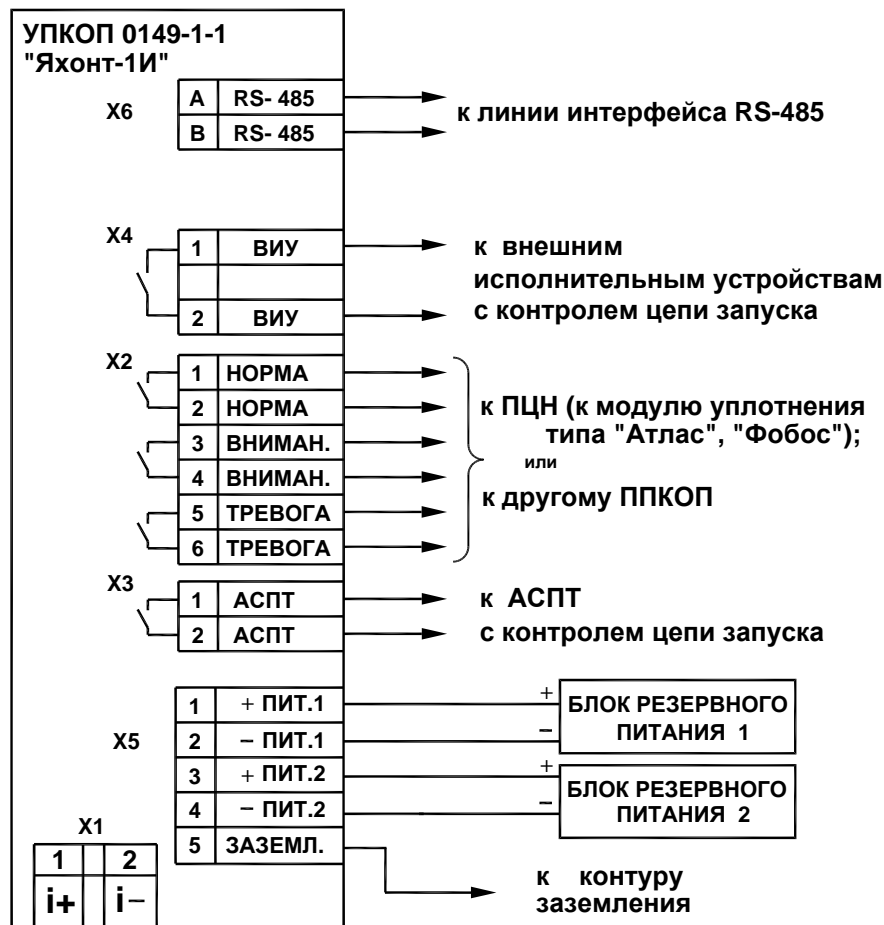 УПКОП 0149-1-1
"Яхонт-1И"
X6
A RS- 485
B RS- 485
к линии интерфейса RS-485
X4
1 ВИУ
2 ВИУ
к внешним
исполнительным устройствам
с контролем цепи запуска
X2
1 НОРМА
2 НОРМА
3 ВНИМАН.
4 ВНИМАН.
5 ТРЕВОГА
6 ТРЕВОГА
к ПЦН (к модулю уплотнения
типа "Атлас", "Фобос");
или
к другому ППКОП
X3
1 АСПТ
2 АСПТ
к АСПТ
с контролем цепи запуска
X5
1 + ПИТ.1
2 – ПИТ.1
3 + ПИТ.2
4 – ПИТ.2
5 ЗАЗЕМЛ.
+
–
БЛОК РЕЗЕРВНОГО
ПИТАНИЯ 1
+
–
БЛОК РЕЗЕРВНОГО
ПИТАНИЯ 2
к контуру
заземления
X1
1 2
i+ i–